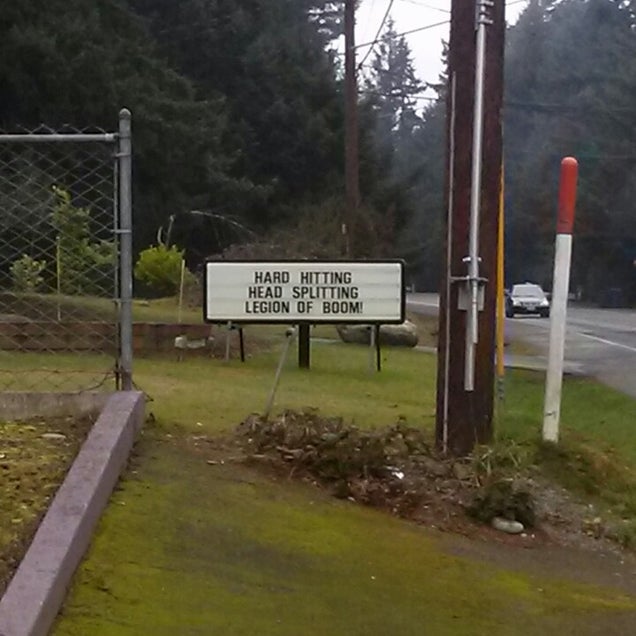 HARD HITTING
HEAD SPLITTING
LEGION OF BOOM!